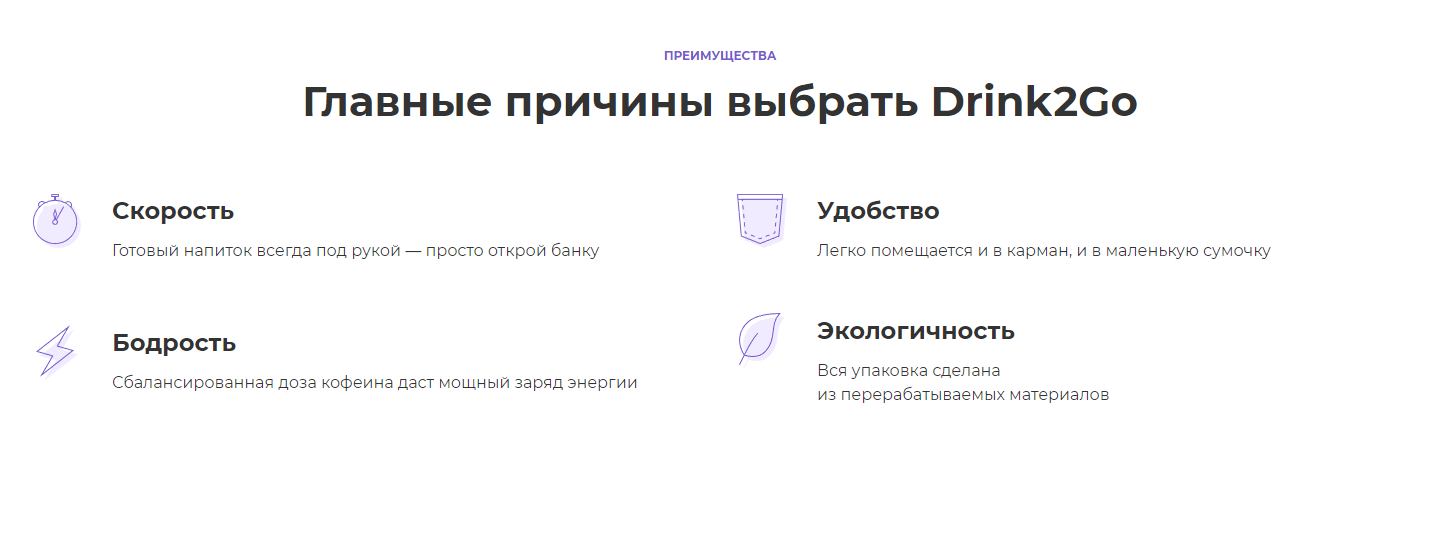 ПРЕИМУЩЕСТВА
Главные причины выбрать Drink2Go
Скорость
Готовый напиток всегда под рукой — просто открой банку
Удобство
Легко помещается и в карман, и в маленькую сумочку
Бодрость
Сбалансированная доза кофеина даст мощный заряд энергии
Экологичность
Вся упаковка сделана
из перерабатываемых материалов